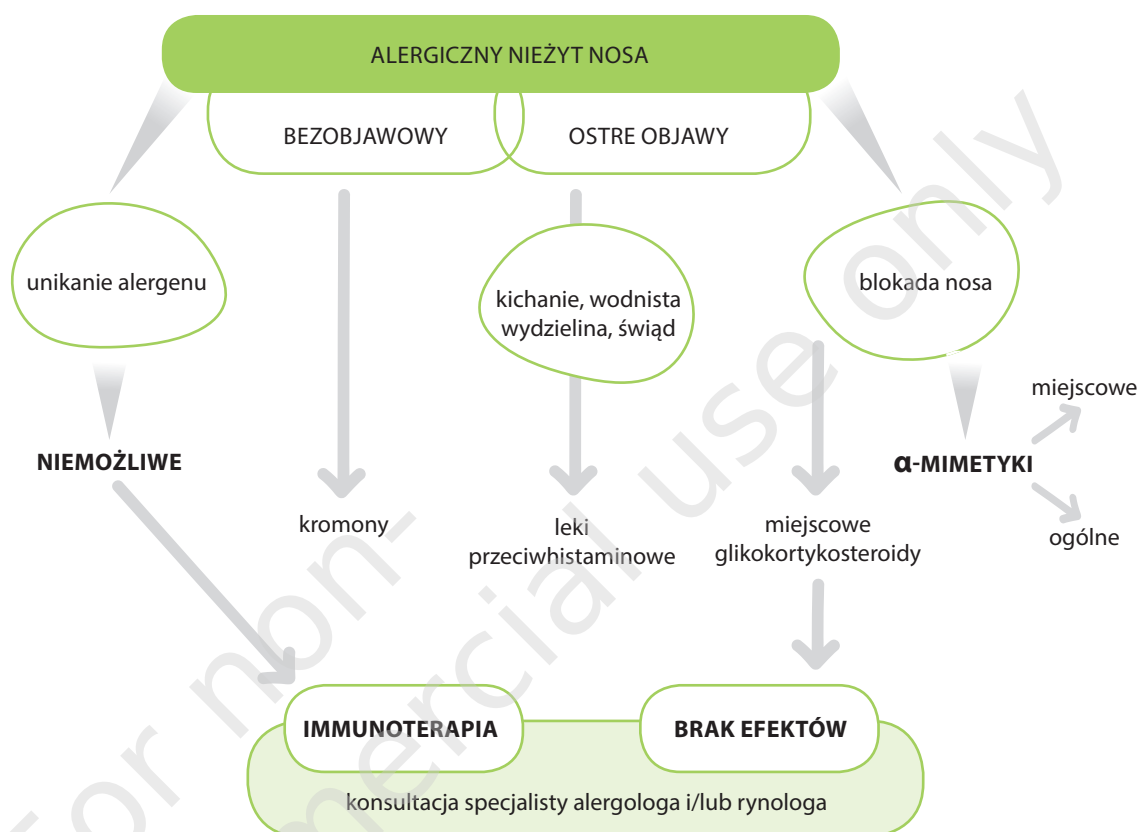 ALERGICZNY NIEŻYT NOSA
BEZOBJAWOWY
OSTRE OBJAWY
unikanie alergenu
kichanie, wodnista
wydzielina, świąd
blokada nosa
miejscowe
NIEMOŻLIWE
α-MIMETYKI
ogólne
kromony
leki
przeciwhistaminowe
miejscowe
glikokortykosteroidy
IMMUNOTERAPIA
BRAK EFEKTÓW
konsultacja specjalisty alergologa i/lub rynologa
For non-
mercial use only